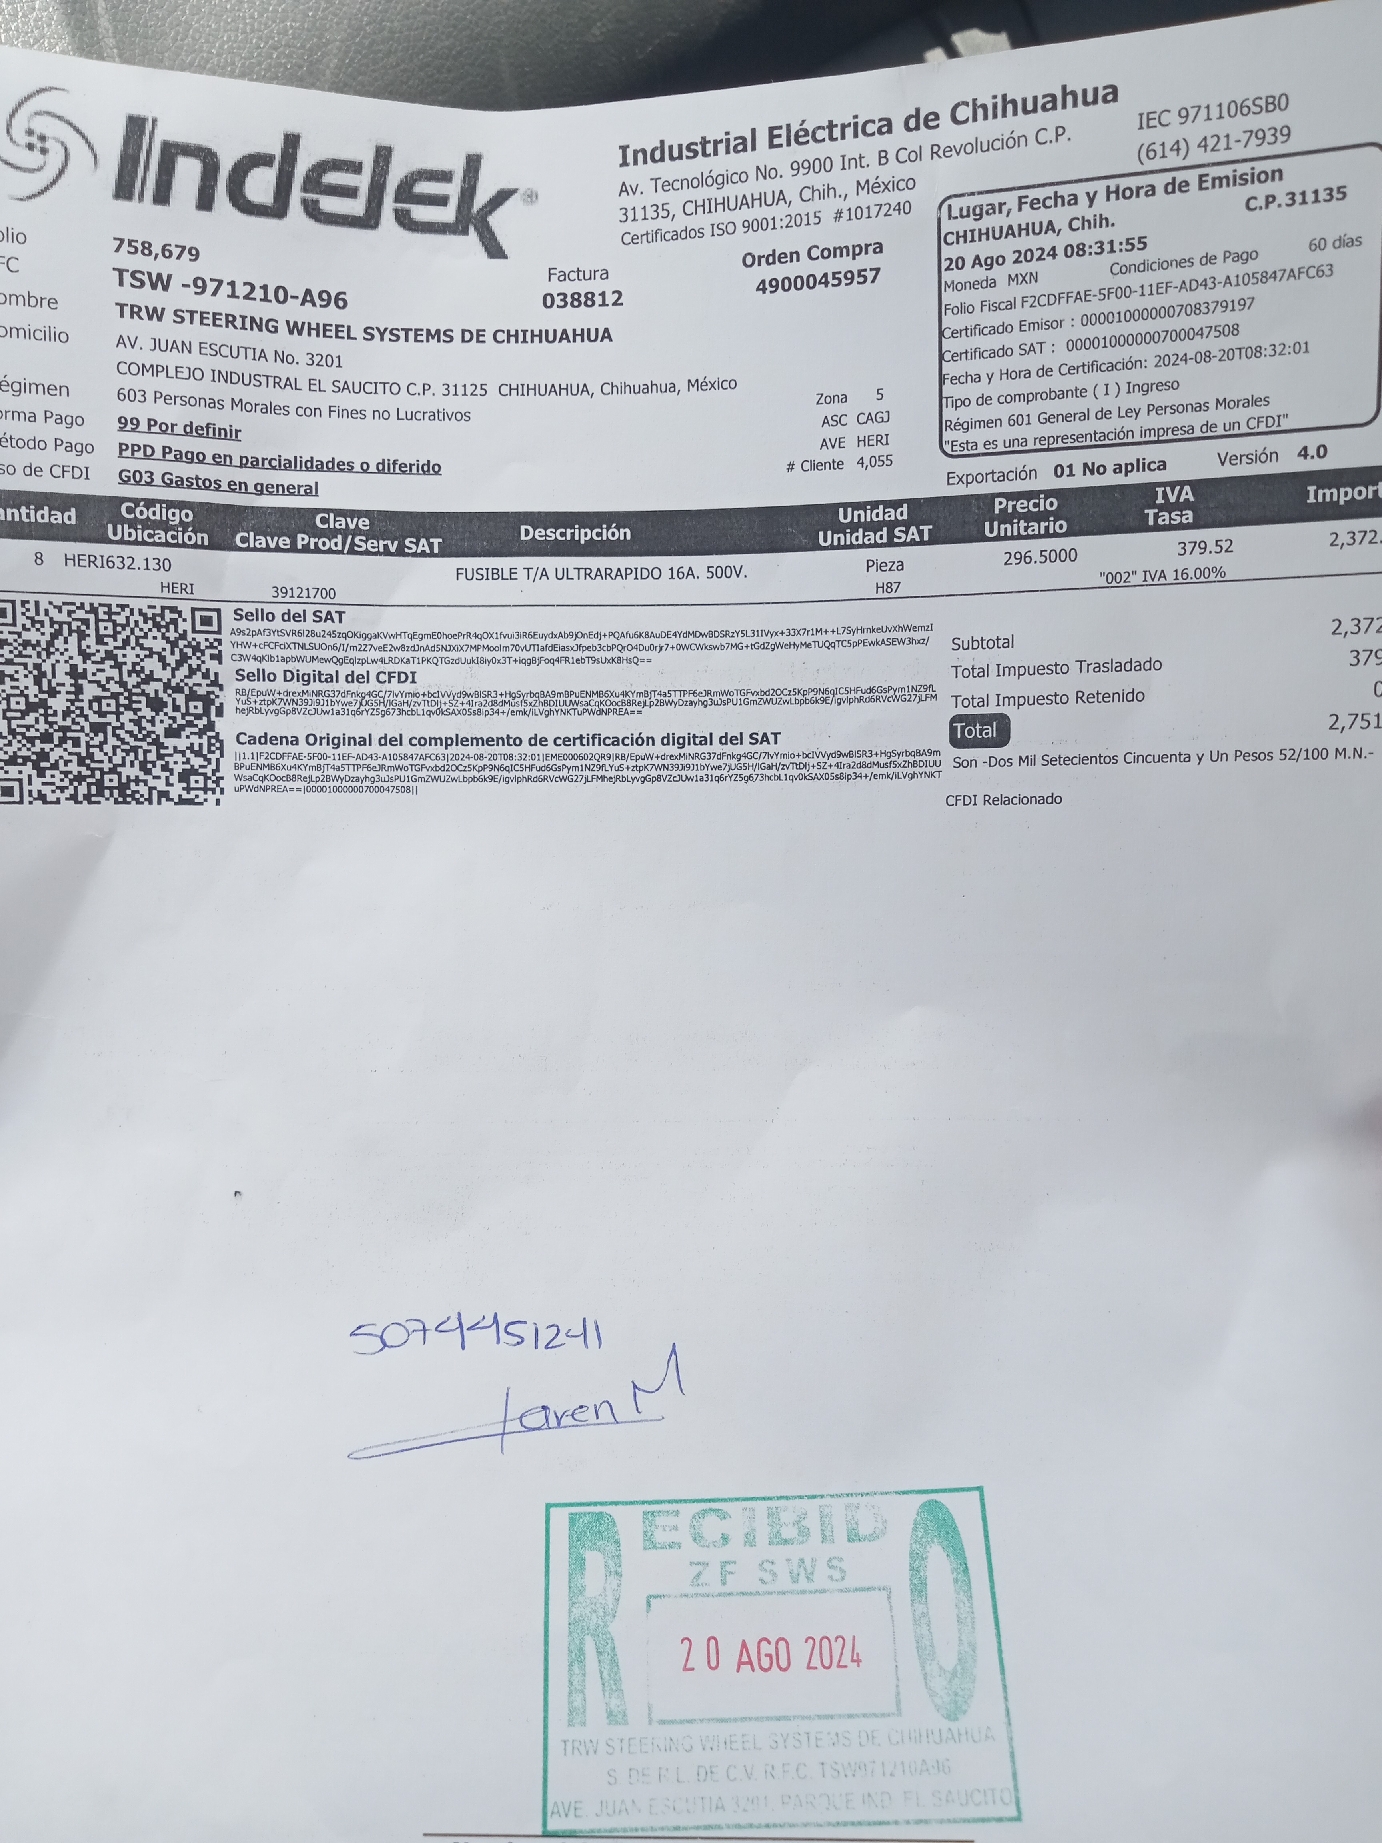 Indelek®
Industrial Eléctrica de Chihuahua
Av. Tecnológico No. 9900 Int. B Col Revolución C.P.
31135, CHIHUAHUA, Chih., México
Certificados ISO 9001:2015 #1017240
IEC 971106SB0
(614) 421-7939
Lugar, Fecha y Hora de Emision
CHIHUAHUA, Chih. C.P.31135
20 Ago 2024 08:31:55
Moneda MXN Condiciones de Pago 60 días
Folio Fiscal F2CDFFAE-5F00-11EF-AD43-A105847AFC63
Certificado Emisor : 00001000000708379197
Certificado SAT : 00001000000700047508
Fecha y Hora de Certificación: 2024-08-20T08:32:01
Tipo de comprobante ( I ) Ingreso
Régimen 601 General de Ley Personas Morales
"Esta es una representación impresa de un CFDI"
olio 758,679
FC TSW -971210-A96
Factura
038812
Orden Compra
4900045957
ombre TRW STEERING WHEEL SYSTEMS DE CHIHUAHUA
omicilio AV. JUAN ESCUTIA No. 3201
COMPLEJO INDUSTRAL EL SAUCITO C.P. 31125 CHIHUAHUA, Chihuahua, México
égimen 603 Personas Morales con Fines no Lucrativos
orma Pago 99 Por definir
étodo Pago PPD Pago en parcialidades o diferido
so de CFDI G03 Gastos en general
Zona 5
ASC CAGJ
AVE HERI
# Cliente 4,055
Exportación 01 No aplica Versión 4.0
antidad Código Ubicación Clave Clave Prod/Serv SAT Descripción Unidad Unidad SAT Precio Unitario IVA Tasa Import
8 HERI632.130 FUSIBLE T/A ULTRARAPIDO 16A. 500V. Pieza 296.5000 379.52 2,372.
HERI 39121700 H87 "002" IVA 16.00%
Sello del SAT
Sello Digital del CFDI
Cadena Original del complemento de certificación digital del SAT
Subtotal 2,372
Total Impuesto Trasladado 379
Total Impuesto Retenido 0
Total 2,751
Son -Dos Mil Setecientos Cincuenta y Un Pesos 52/100 M.N.-
CFDI Relacionado
5074451241
Karen M
RECIBIDO
ZF SWS
20 AGO 2024
TRW STEERING WHEEL SYSTEMS DE CHIHUAHUA
S. DE R.L. DE C.V. R.F.C. TSW971210A96
AVE. JUAN ESCUTIA 3201, PARQUE IND. EL SAUCITO